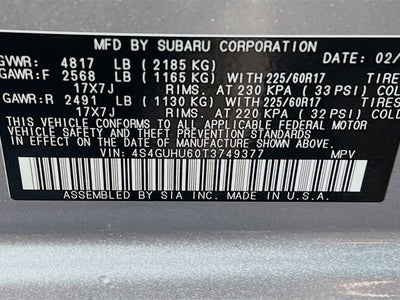 MFD. BY SUBARU CORPORATION 02/
GVWR: 4817 LB (2185 KG)
GAWR:F 2568 LB (1165 KG) WITH 225/60R17 TIRE
17X7J RIMS. AT 230 KPA (33 PSI) COLD
GAWR:R 2491 LB (1130 KG) WITH 225/60R17 TIRE
17X7J RIMS. AT 220 KPA (32 PSI) COLD
THIS VEHICLE CONFORMS TO ALL APPLICABLE FEDERAL MOTOR
VEHICLE SAFETY, BUMPER, AND THEFT PREVENTION STANDARDS
IN EFFECT ON THE DATE OF MANUFACTURE SHOWN ABOVE.
VIN: 4S4GUHU60T3749377 MPV
ASSEMBLED BY SIA INC. MADE IN U.S.A.